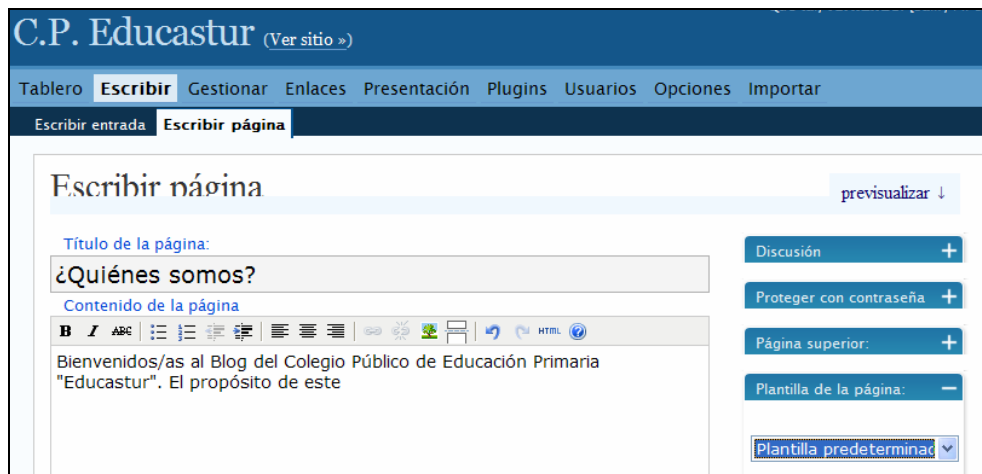 C.P. Educastur (Ver sitio »)
Tablero Escribir Gestionar Enlaces Presentación Plugins Usuarios Opciones Importar
Escribir entrada Escribir página
Escribir página
previsualizar ↓
Título de la página:
¿Quiénes somos?
Contenido de la página
B I ABC HTML ?
Bienvenidos/as al Blog del Colegio Público de Educación Primaria
"Educastur". El propósito de este
Discusión +
Proteger con contraseña +
Página superior: +
Plantilla de la página: −
Plantilla predeterminad